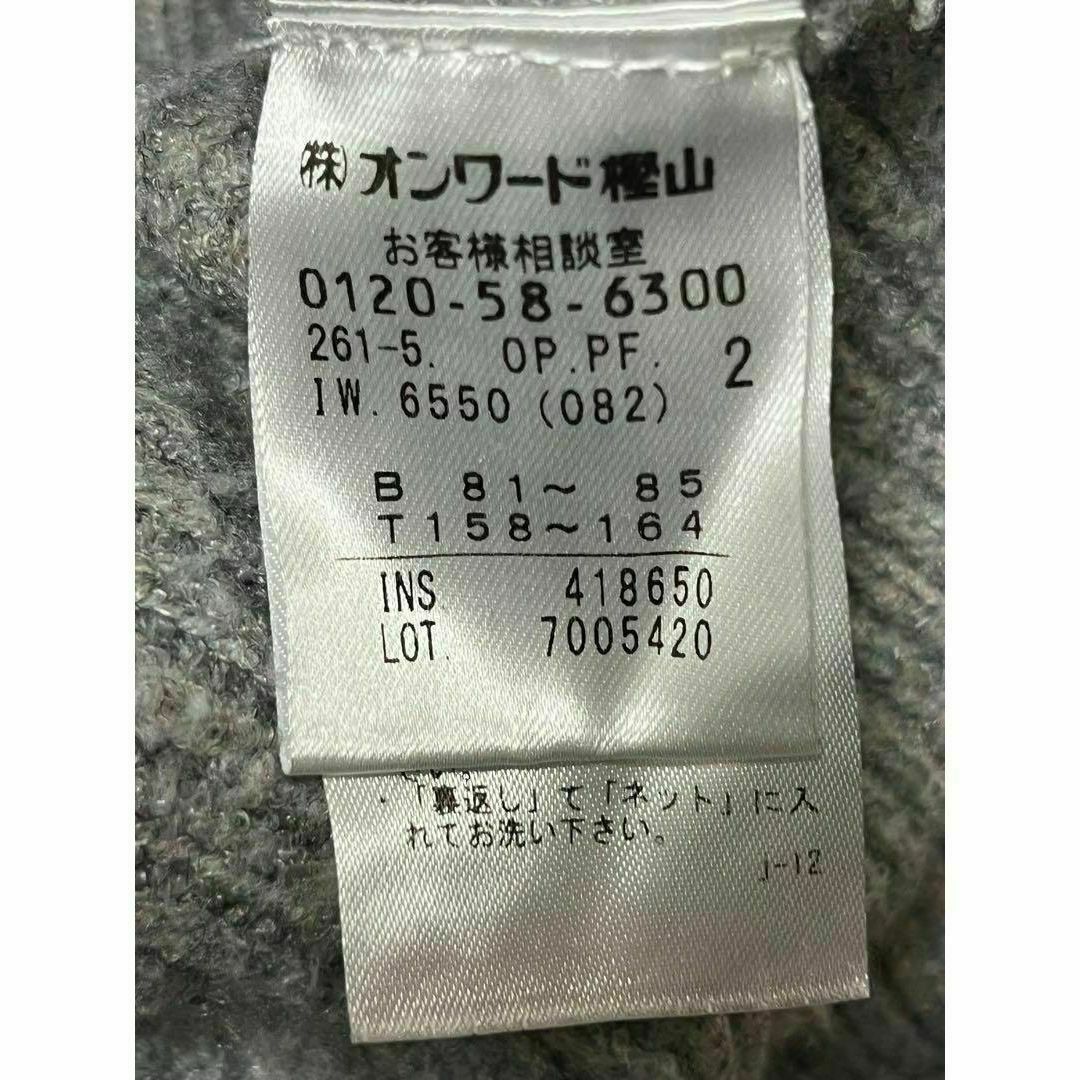 ㈱オンワード樫山
お客様相談室
0120-58-6300
261-5. OP.PF. 2
IW. 6550 (082)
B 81～ 85
T158～164
INS 418650
LOT. 7005420
・「裏返し」て「ネット」に入
れてお洗い下さい。
J-12